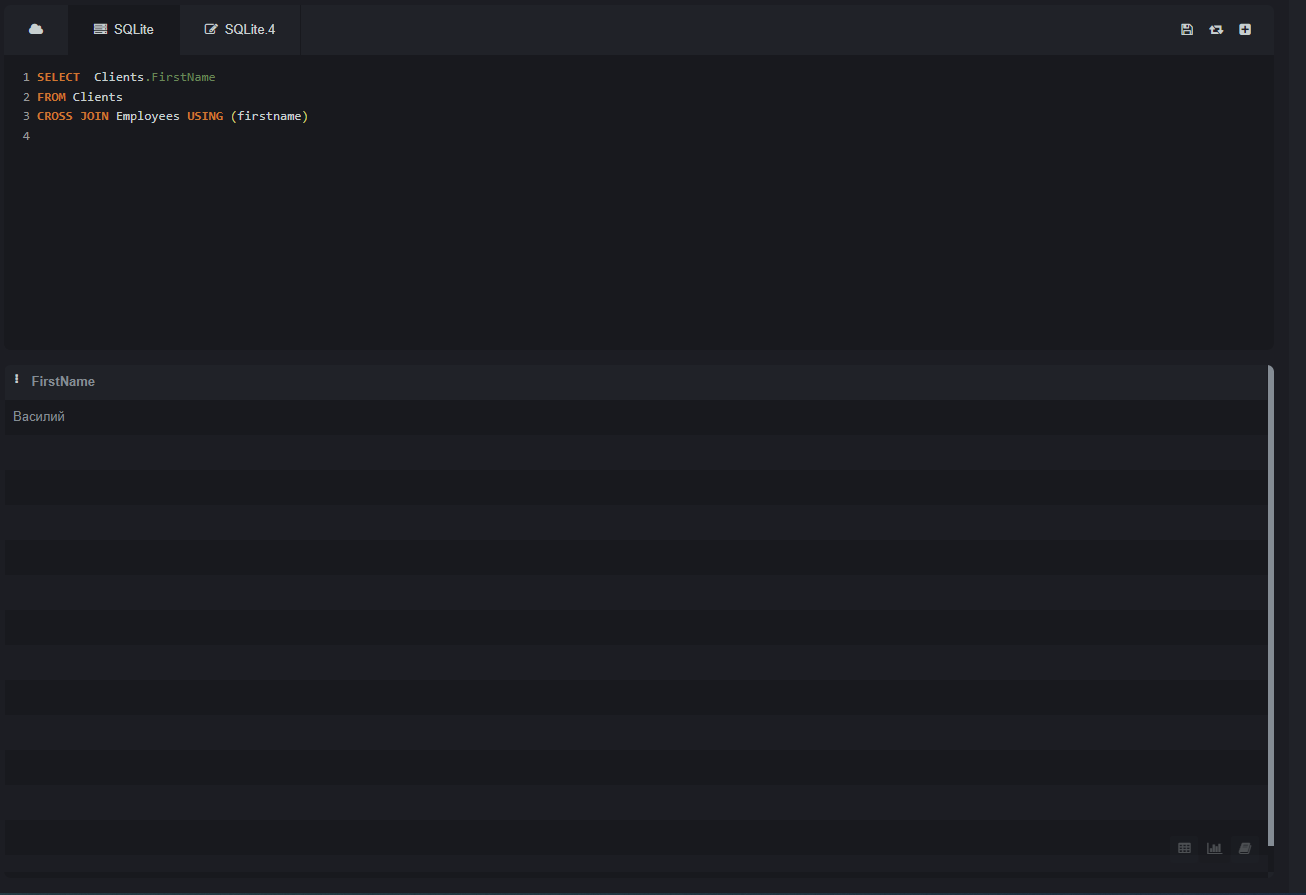 SQLite SQLite.4
1 SELECT  Clients.FirstName
2 FROM Clients
3 CROSS JOIN Employees USING (firstname)
4
FirstName
Василий